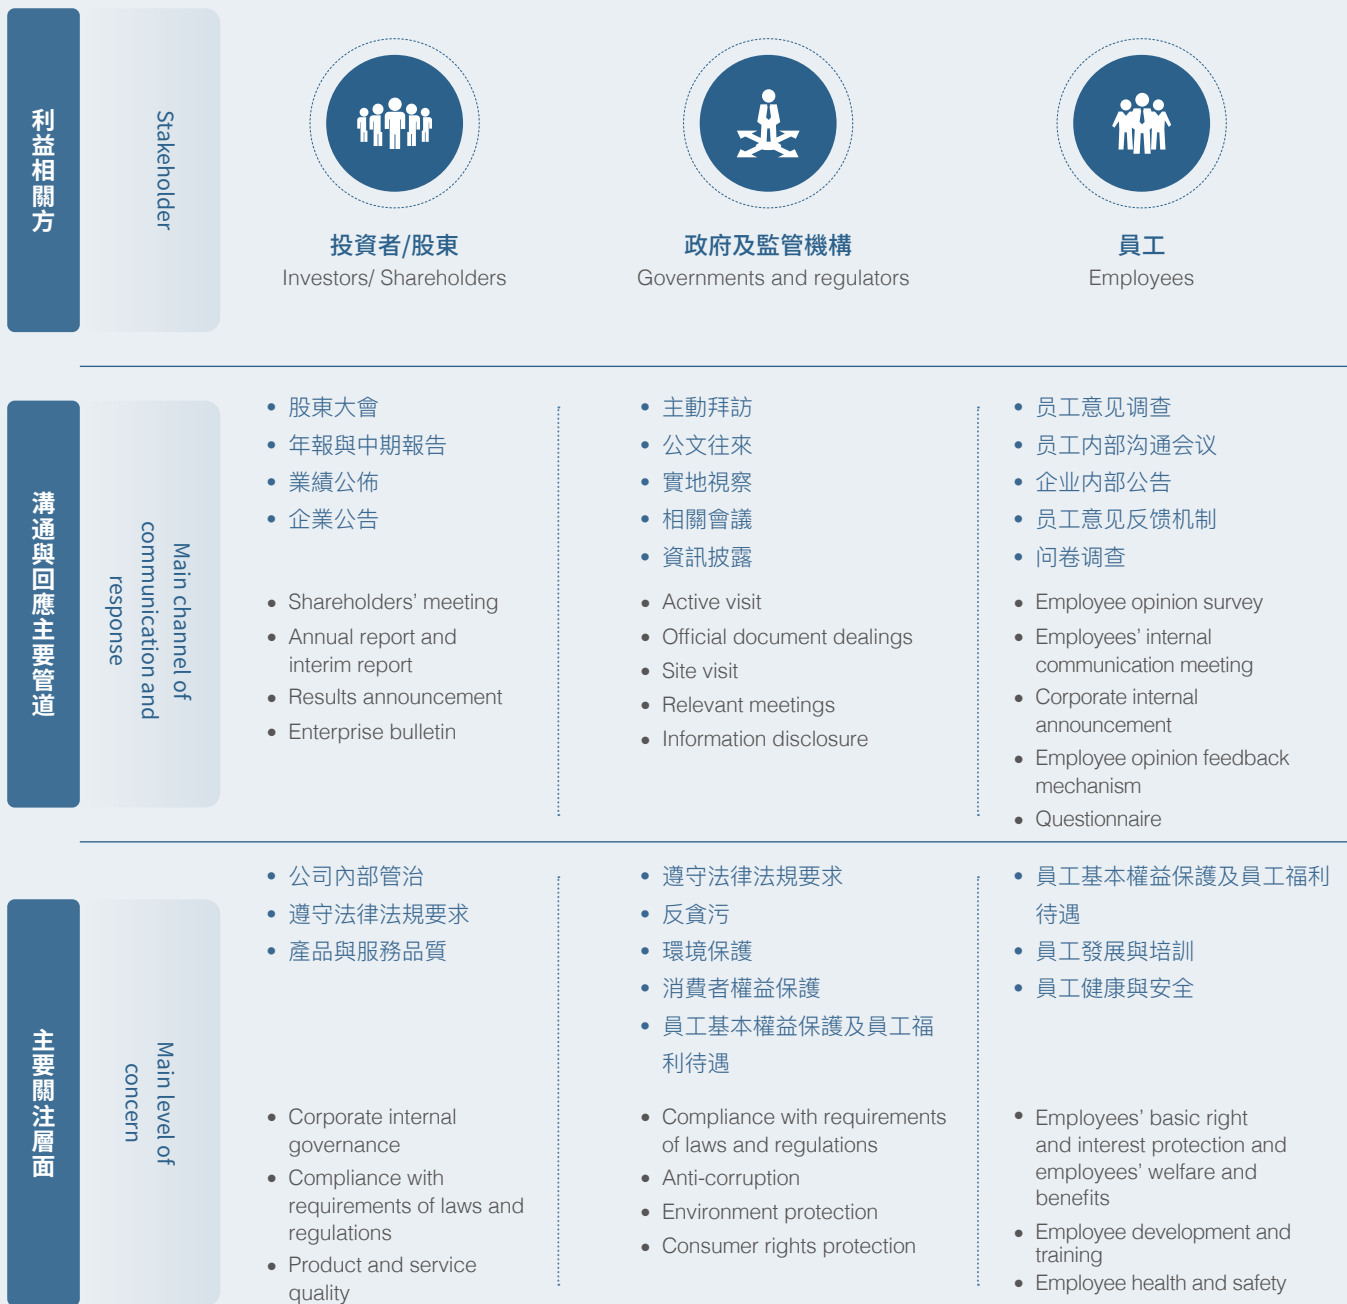 利益相關方
Stakeholder
投資者/股東
Investors/ Shareholders
政府及監管機構
Governments and regulators
員工
Employees
溝通與回應主要管道
Main channel of
communication and
response
• 股東大會
• 年報與中期報告
• 業績公佈
• 企業公告
• Shareholders’ meeting
• Annual report and
interim report
• Results announcement
• Enterprise bulletin
• 主動拜訪
• 公文往來
• 實地視察
• 相關會議
• 資訊披露
• Active visit
• Official document dealings
• Site visit
• Relevant meetings
• Information disclosure
• 员工意见调查
• 员工内部沟通会议
• 企业内部公告
• 员工意见反馈机制
• 问卷调查
• Employee opinion survey
• Employees’ internal
communication meeting
• Corporate internal
announcement
• Employee opinion feedback
mechanism
• Questionnaire
主要關注層面
Main level of
concern
• 公司內部管治
• 遵守法律法規要求
• 產品與服務品質
• Corporate internal
governance
• Compliance with
requirements of laws and
regulations
• Product and service
quality
• 遵守法律法規要求
• 反貪污
• 環境保護
• 消費者權益保護
• 員工基本權益保護及員工福
利待遇
• Compliance with requirements
of laws and regulations
• Anti-corruption
• Environment protection
• Consumer rights protection
• 員工基本權益保護及員工福利
待遇
• 員工發展與培訓
• 員工健康與安全
• Employees’ basic right
and interest protection and
employees’ welfare and
benefits
• Employee development and
training
• Employee health and safety